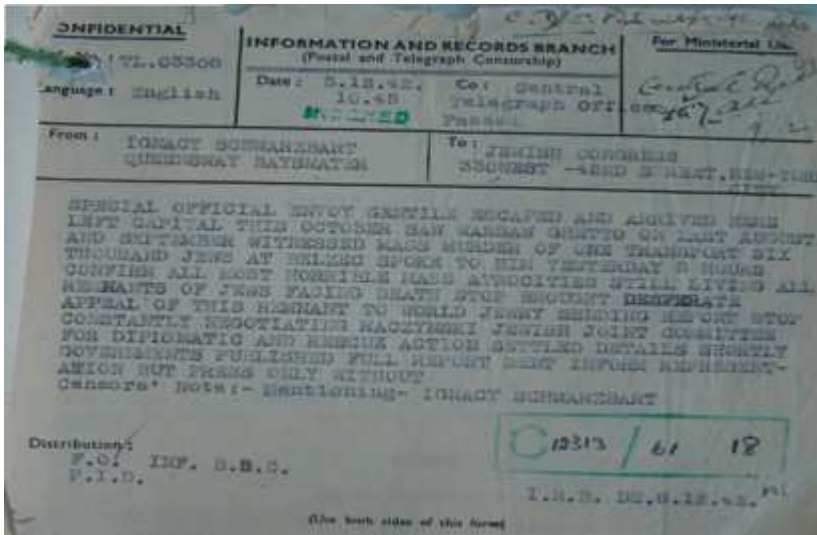 CONFIDENTIAL
INFORMATION AND RECORDS BRANCH
(Postal and Telegraph Censorship)
For Ministerial Use
TL.
Language: English
Date: 5.12.42.
Co: Central
10.45
Telegraph Office
Passed
From:
IGNACY SCHWARZBART
QUEENSWAY BAYSWATER
To: JEWISH CONGRESS
330WEST -42ND STREET, NEW-YORK
CITY
SPECIAL OFFICIAL ENVOY GENTILE ESCAPED AND ARRIVED HERE
LEFT CAPITAL THIS OCTOBER SAW WARSAW GHETTO ON LAST AUGUST
AND SEPTEMBER WITNESSED MASS MURDER OF ONE TRANSPORT SIX
THOUSAND JEWS AT BELZEC SPOKE TO HIM YESTERDAY 3 HOURS
CONFIRM ALL MOST HORRIBLE MASS ATROCITIES STILL LIVING ALL
REMNANTS OF JEWS FACING DEATH STOP BROUGHT DESPERATE
APPEAL OF THIS REMNANT TO WORLD JEWRY SENDING REPORT STOP
CONSTANTLY NEGOTIATING RACZYNSKI JEWISH JOINT COMMITTEE
FOR DIPLOMATIC AND RESCUE ACTION SETTLED DETAILS SHORTLY
GOVERNMENTS PUBLISHED FULL REPORT SENT INFORM REPRESENT-
ATION BUT PRESS ONLY WITHOUT
Censors' Note:- Mentioning- IGNACY SCHWARZBART
Distribution:
F.O. INF. B.B.C.
P.I.D.
C 12313 / 61 18
I.R.B. DD.6.12.42.
(Use both sides of this form)